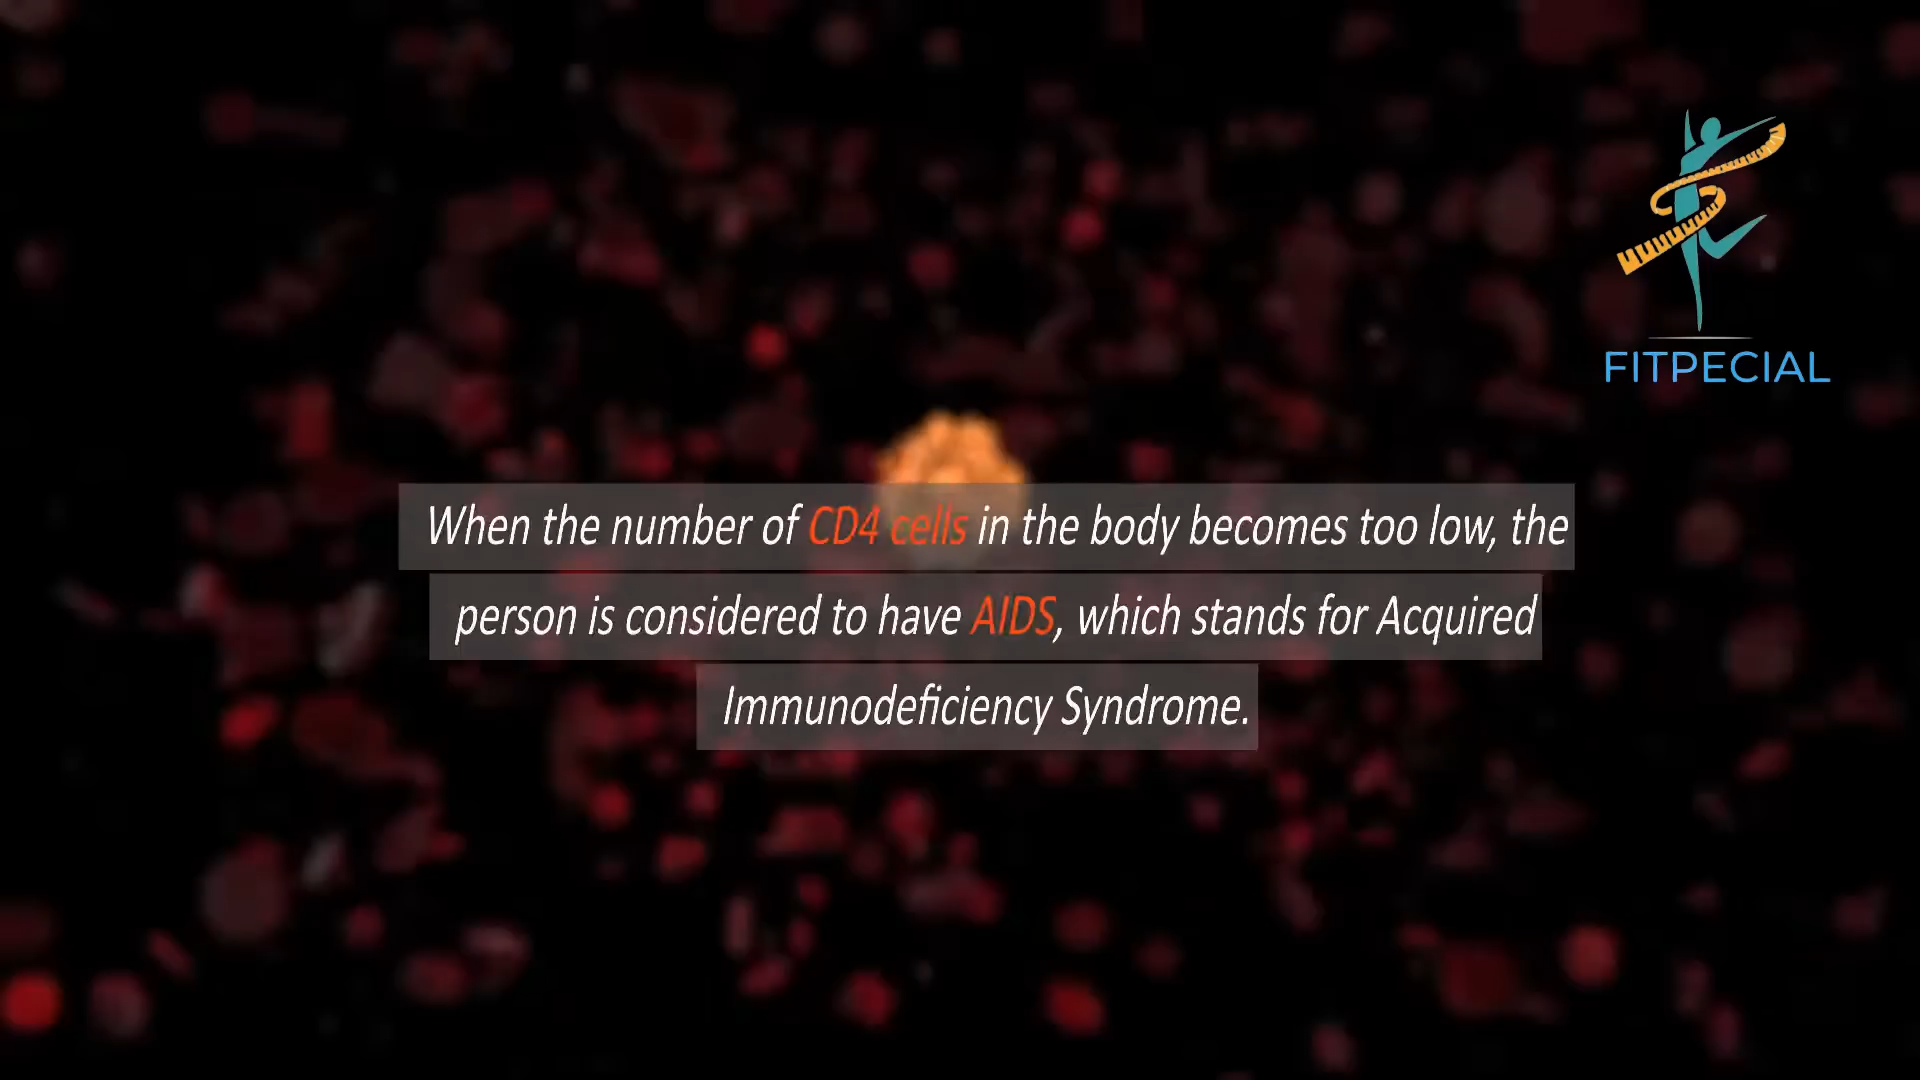 FITPECIAL
When the number of CD4 cells in the body becomes too low, the
person is considered to have AIDS, which stands for Acquired
Immunodeficiency Syndrome.